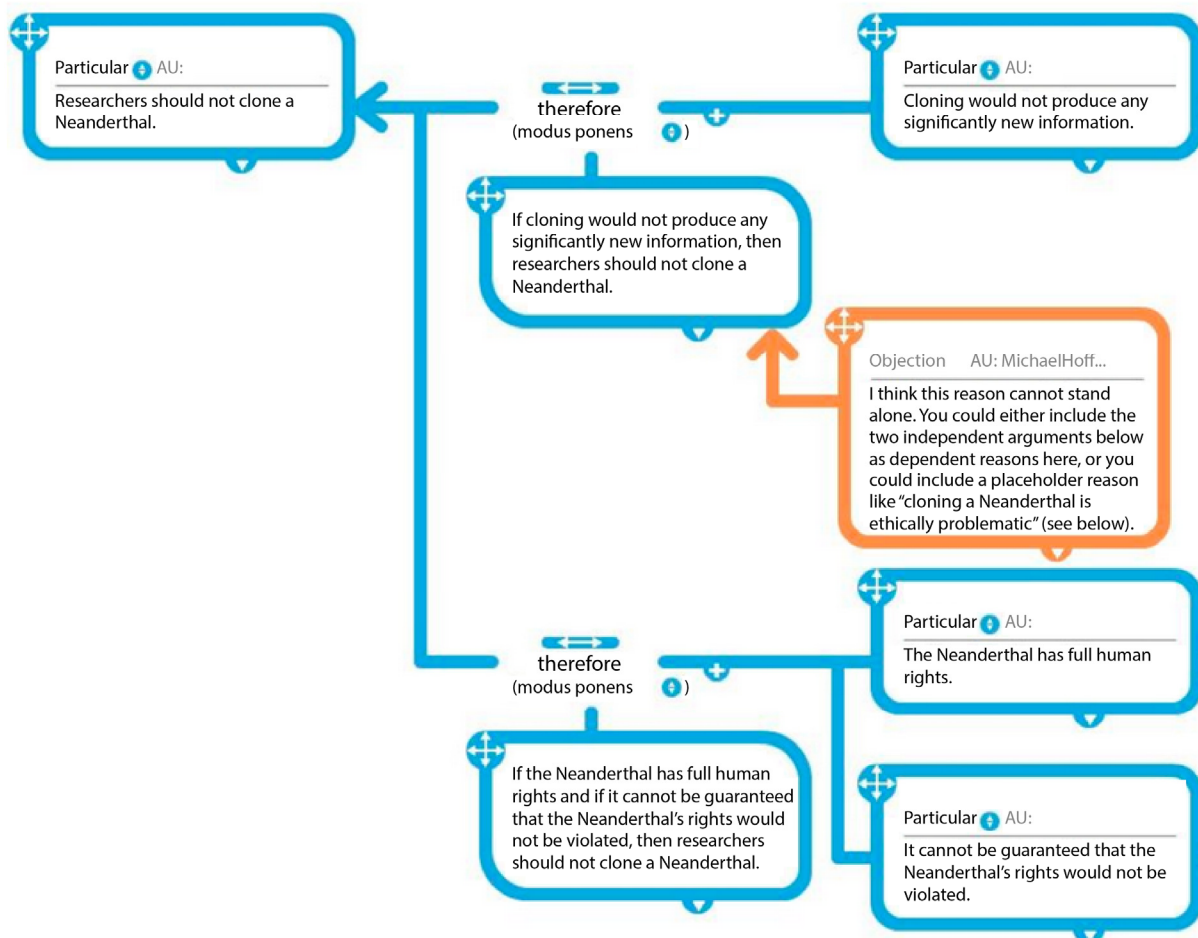 Particular AU:
Researchers should not clone a
Neanderthal.
therefore
(modus ponens )
Particular AU:
Cloning would not produce any
significantly new information.
If cloning would not produce any
significantly new information, then
researchers should not clone a
Neanderthal.
Objection AU: MichaelHoff...
I think this reason cannot stand
alone. You could either include the
two independent arguments below
as dependent reasons here, or you
could include a placeholder reason
like “cloning a Neanderthal is
ethically problematic” (see below).
therefore
(modus ponens )
Particular AU:
The Neanderthal has full human
rights.
If the Neanderthal has full human
rights and if it cannot be guaranteed
that the Neanderthal’s rights would
not be violated, then researchers
should not clone a Neanderthal.
Particular AU:
It cannot be guaranteed that the
Neanderthal’s rights would not be
violated.